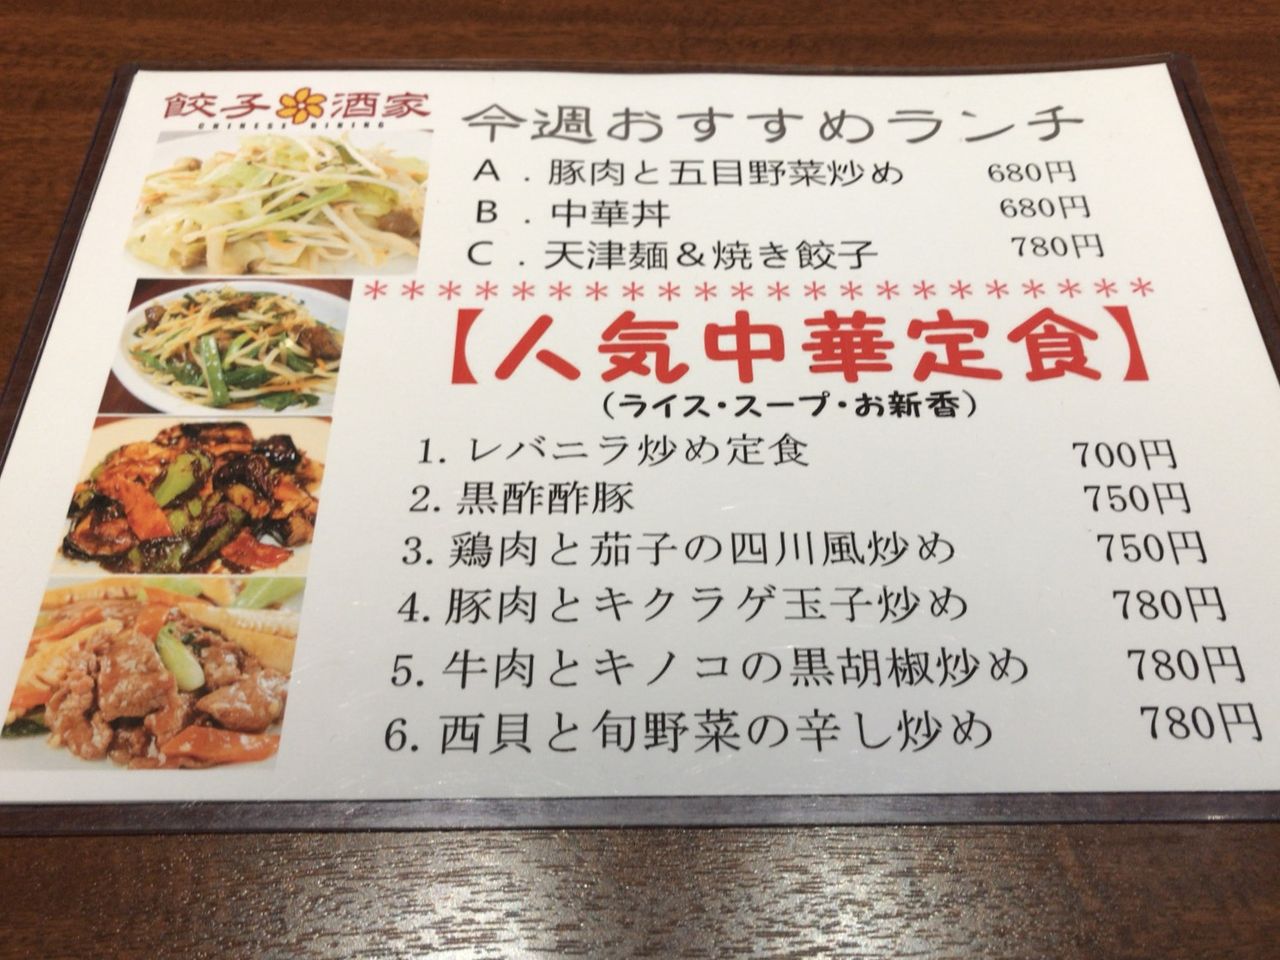 餃子酒家
CHINESE DINING
今週おすすめランチ
A．豚肉と五目野菜炒め 680円
B．中華丼 680円
C．天津麺＆焼き餃子 780円
＊＊＊＊＊＊＊＊＊＊＊＊＊＊＊＊＊＊＊＊＊＊
【人気中華定食】
（ライス・スープ・お新香）
1. レバニラ炒め定食 700円
2. 黒酢酢豚 750円
3. 鶏肉と茄子の四川風炒め 750円
4. 豚肉とキクラゲ玉子炒め 780円
5. 牛肉とキノコの黒胡椒炒め 780円
6. 西貝と旬野菜の辛し炒め 780円